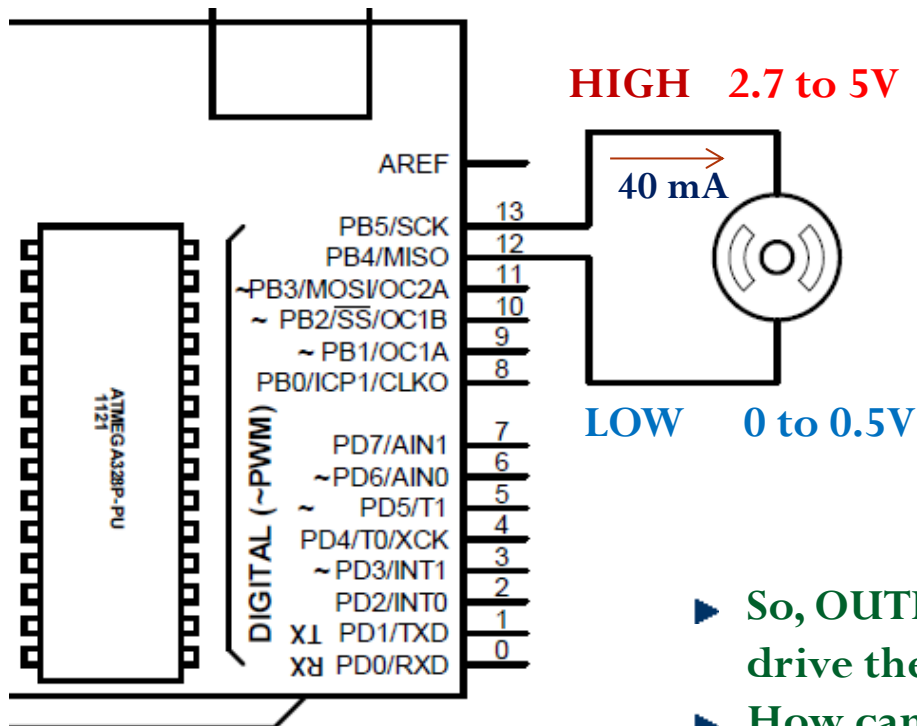 HIGH 2.7 to 5V
40 mA
AREF
PB5/SCK 13
PB4/MISO 12
~PB3/MOSI/OC2A 11
~ PB2/SS/OC1B 10
~ PB1/OC1A 9
PB0/ICP1/CLKO 8
LOW 0 to 0.5V
PD7/AIN1 7
~PD6/AIN0 6
~ PD5/T1 5
PD4/T0/XCK 4
~PD3/INT1 3
PD2/INT0 2
TX PD1/TXD 1
RX PD0/RXD 0
DIGITAL (~PWM)
ATMEGA328P-PU
1121
So,
drive
How can